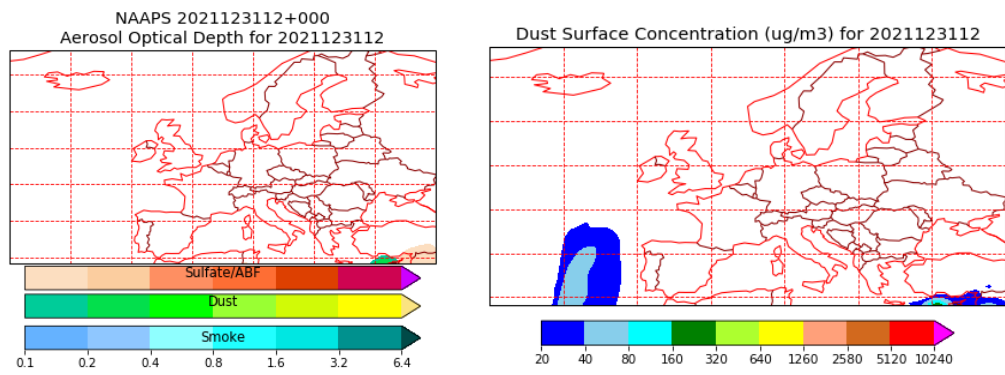 NAAPS 2021123112+000
Aerosol Optical Depth for 2021123112
Sulfate/ABF
Dust
Smoke
0.1 0.2 0.4 0.8 1.6 3.2 6.4
Dust Surface Concentration (ug/m3) for 2021123112
20 40 80 160 320 640 1260 2580 5120 10240